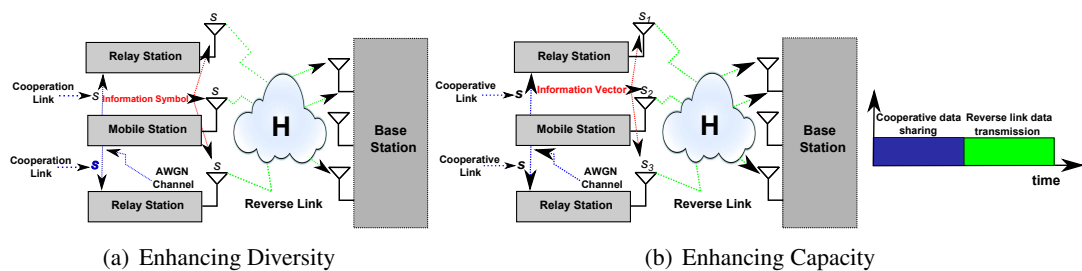 s
Relay Station
Cooperation
Link
s
Information Symbol
s
Mobile Station
H
Base
Station
Cooperation
Link
s
AWGN
Channel
s
Relay Station
Reverse Link
(a) Enhancing Diversity
s1
Relay Station
Cooperative
Link
s
Information Vector
s2
Mobile Station
H
Base
Station
Cooperative
Link
s
AWGN
Channel
s3
Relay Station
Reverse Link
Cooperative data
sharing
Reverse link data
transmission
time
(b) Enhancing Capacity